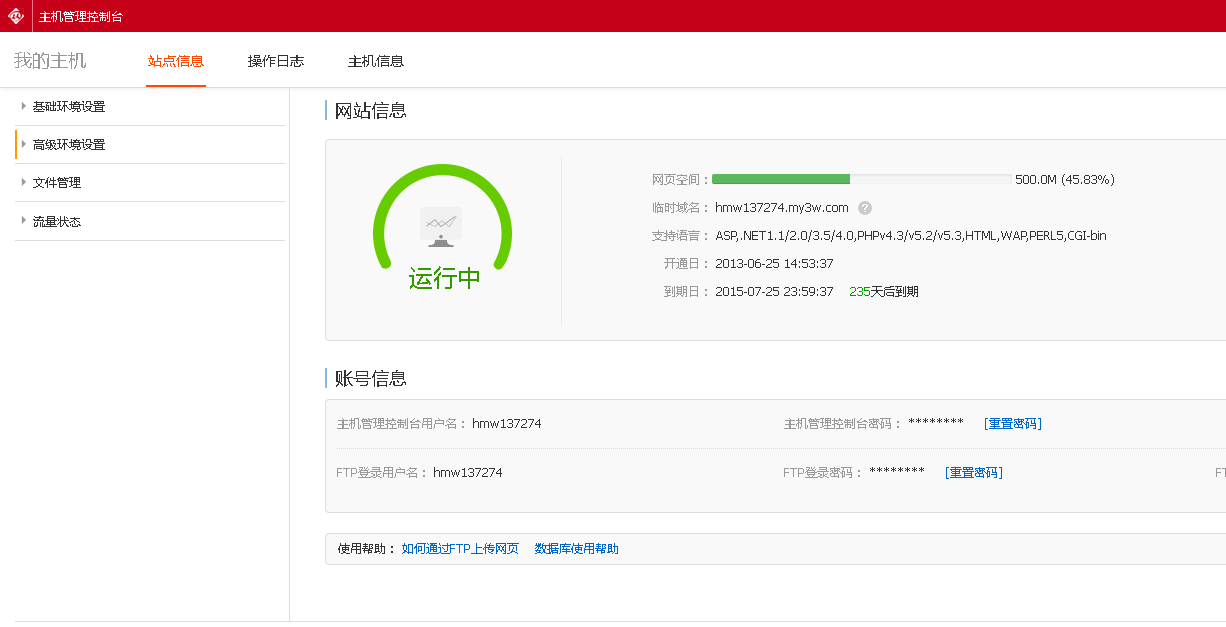 主机管理控制台
我的主机 站点信息 操作日志 主机信息
基础环境设置
高级环境设置
文件管理
流量状态
网站信息
运行中
网页空间： 500.0M (45.83%)
临时域名： hmw137274.my3w.com ?
支持语言： ASP,.NET1.1/2.0/3.5/4.0,PHPv4.3/v5.2/v5.3,HTML,WAP,PERL5,CGI-bin
开通日： 2013-06-25 14:53:37
到期日： 2015-07-25 23:59:37 235天后到期
账号信息
主机管理控制台用户名： hmw137274 主机管理控制台密码： ******** [重置密码]
FTP登录用户名： hmw137274 FTP登录密码： ******** [重置密码]
使用帮助： 如何通过FTP上传网页 数据库使用帮助